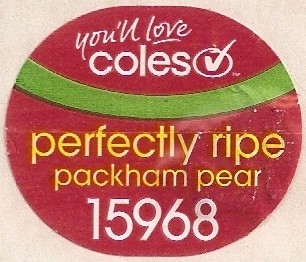 you'll love
coles
perfectly ripe
packham pear
15968